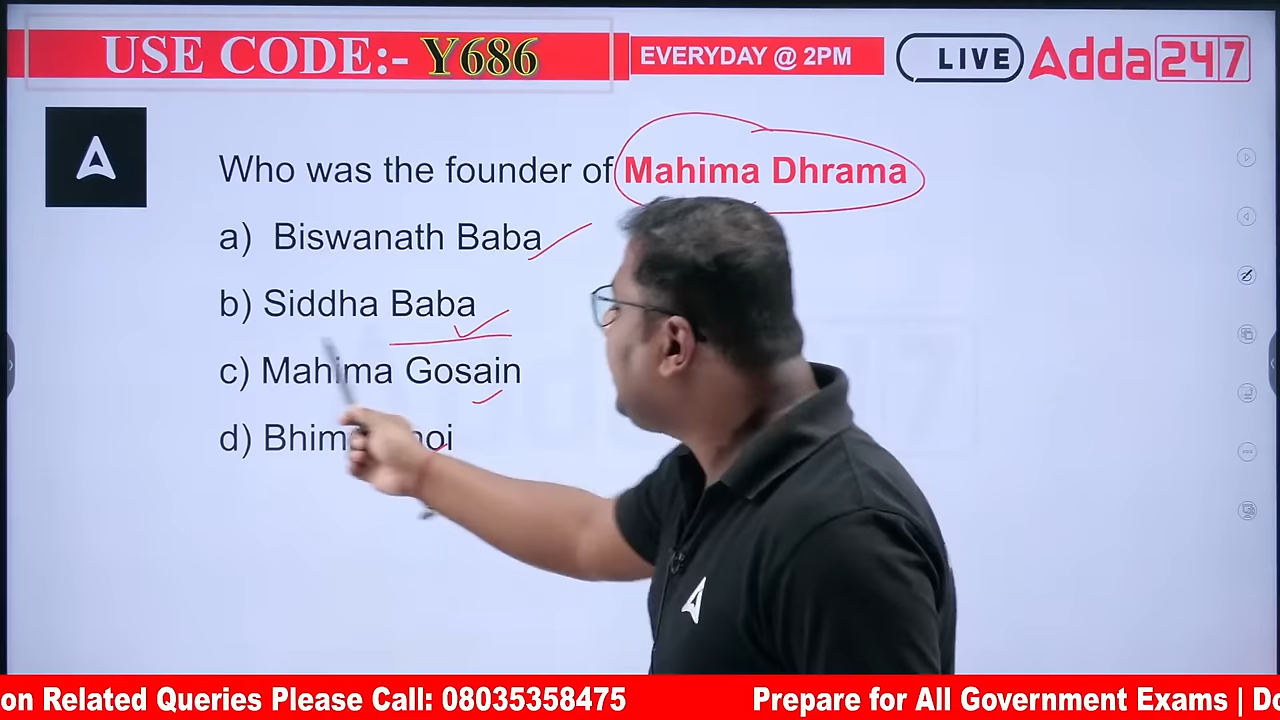 USE CODE:- Y686
EVERYDAY @ 2PM
LIVE
Adda247
Who was the founder of Mahima Dhrama
a) Biswanath Baba
b) Siddha Baba
c) Mahima Gosain
d)
on Related Queries Please Call: 08035358475
Prepare for All Government Exams |